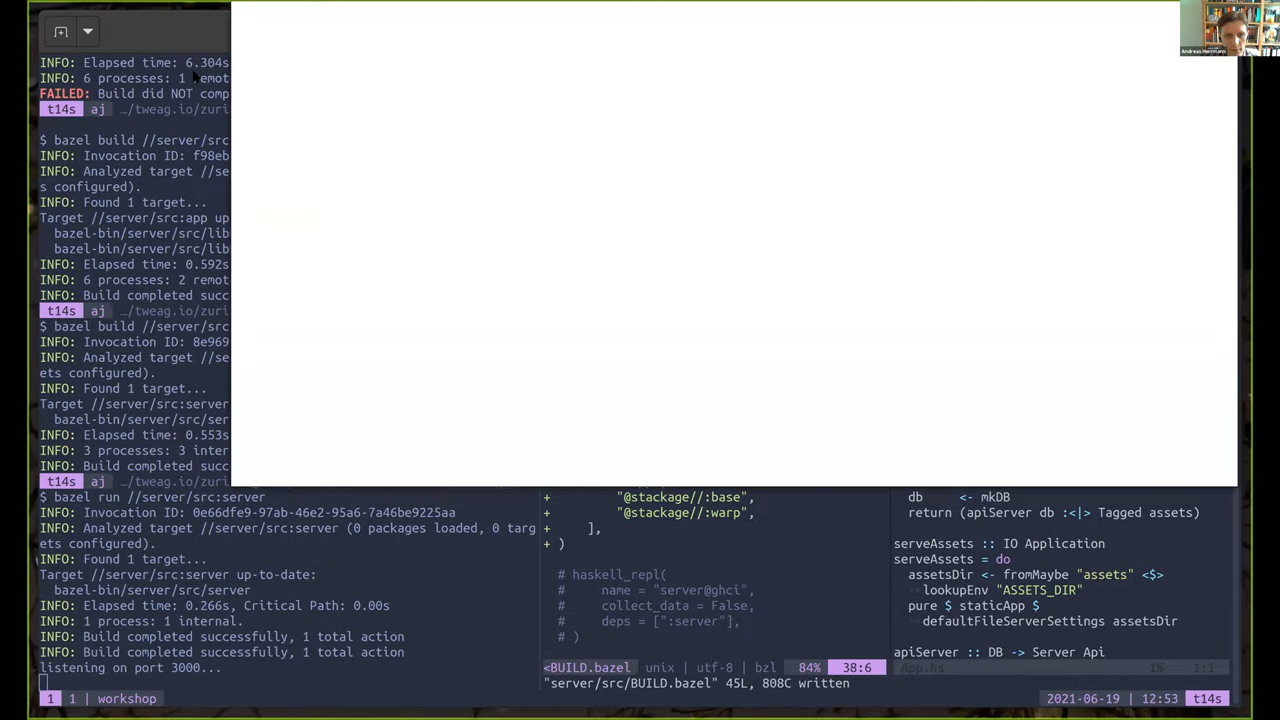 INFO: Elapsed time: 6.304s
INFO: 6 processes: 1 remot
FAILED: Build did NOT comp
t14s aj …/tweag.io/zuri
$ bazel build //server/src
INFO: Invocation ID: f98eb
INFO: Analyzed target //se
s configured).
INFO: Found 1 target...
Target //server/src:app up
bazel-bin/server/src/lib
bazel-bin/server/src/lib
INFO: Elapsed time: 0.592s
INFO: 6 processes: 2 remot
INFO: Build completed succ
t14s aj …/tweag.io/zuri
$ bazel build //server/src
INFO: Invocation ID: 8e969
INFO: Analyzed target //se
ets configured).
INFO: Found 1 target...
Target //server/src:server
bazel-bin/server/src/ser
INFO: Elapsed time: 0.553s
INFO: 3 processes: 3 inter
INFO: Build completed succ
t14s aj …/tweag.io/zuri
$ bazel run //server/src:server
INFO: Invocation ID: 0e66dfe9-97ab-46e2-95a6-7a46be9225aa
INFO: Analyzed target //server/src:server (0 packages loaded, 0 targ
ets configured).
INFO: Found 1 target...
Target //server/src:server up-to-date:
bazel-bin/server/src/server
INFO: Elapsed time: 0.266s, Critical Path: 0.00s
INFO: 1 process: 1 internal.
INFO: Build completed successfully, 1 total action
INFO: Build completed successfully, 1 total action
listening on port 3000...
+ "@stackage//:base",
+ "@stackage//:warp",
+ ],
+ )
# haskell_repl(
# name = "server@ghci",
# collect_data = False,
# deps = [":server"],
# )
<BUILD.bazel unix | utf-8 | bzl 84% 38:6
"server/src/BUILD.bazel" 45L, 808C written
db <- mkDB
return (apiServer db :<|> Tagged assets)
serveAssets :: IO Application
serveAssets = do
assetsDir <- fromMaybe "assets" <$>
lookupEnv "ASSETS_DIR"
pure $ staticApp $
defaultFileServerSettings assetsDir
apiServer :: DB -> Server Api
App.hs 1% 1:1
1 1 | workshop
2021-06-19 | 12:53 t14s
Andreas Herrmann